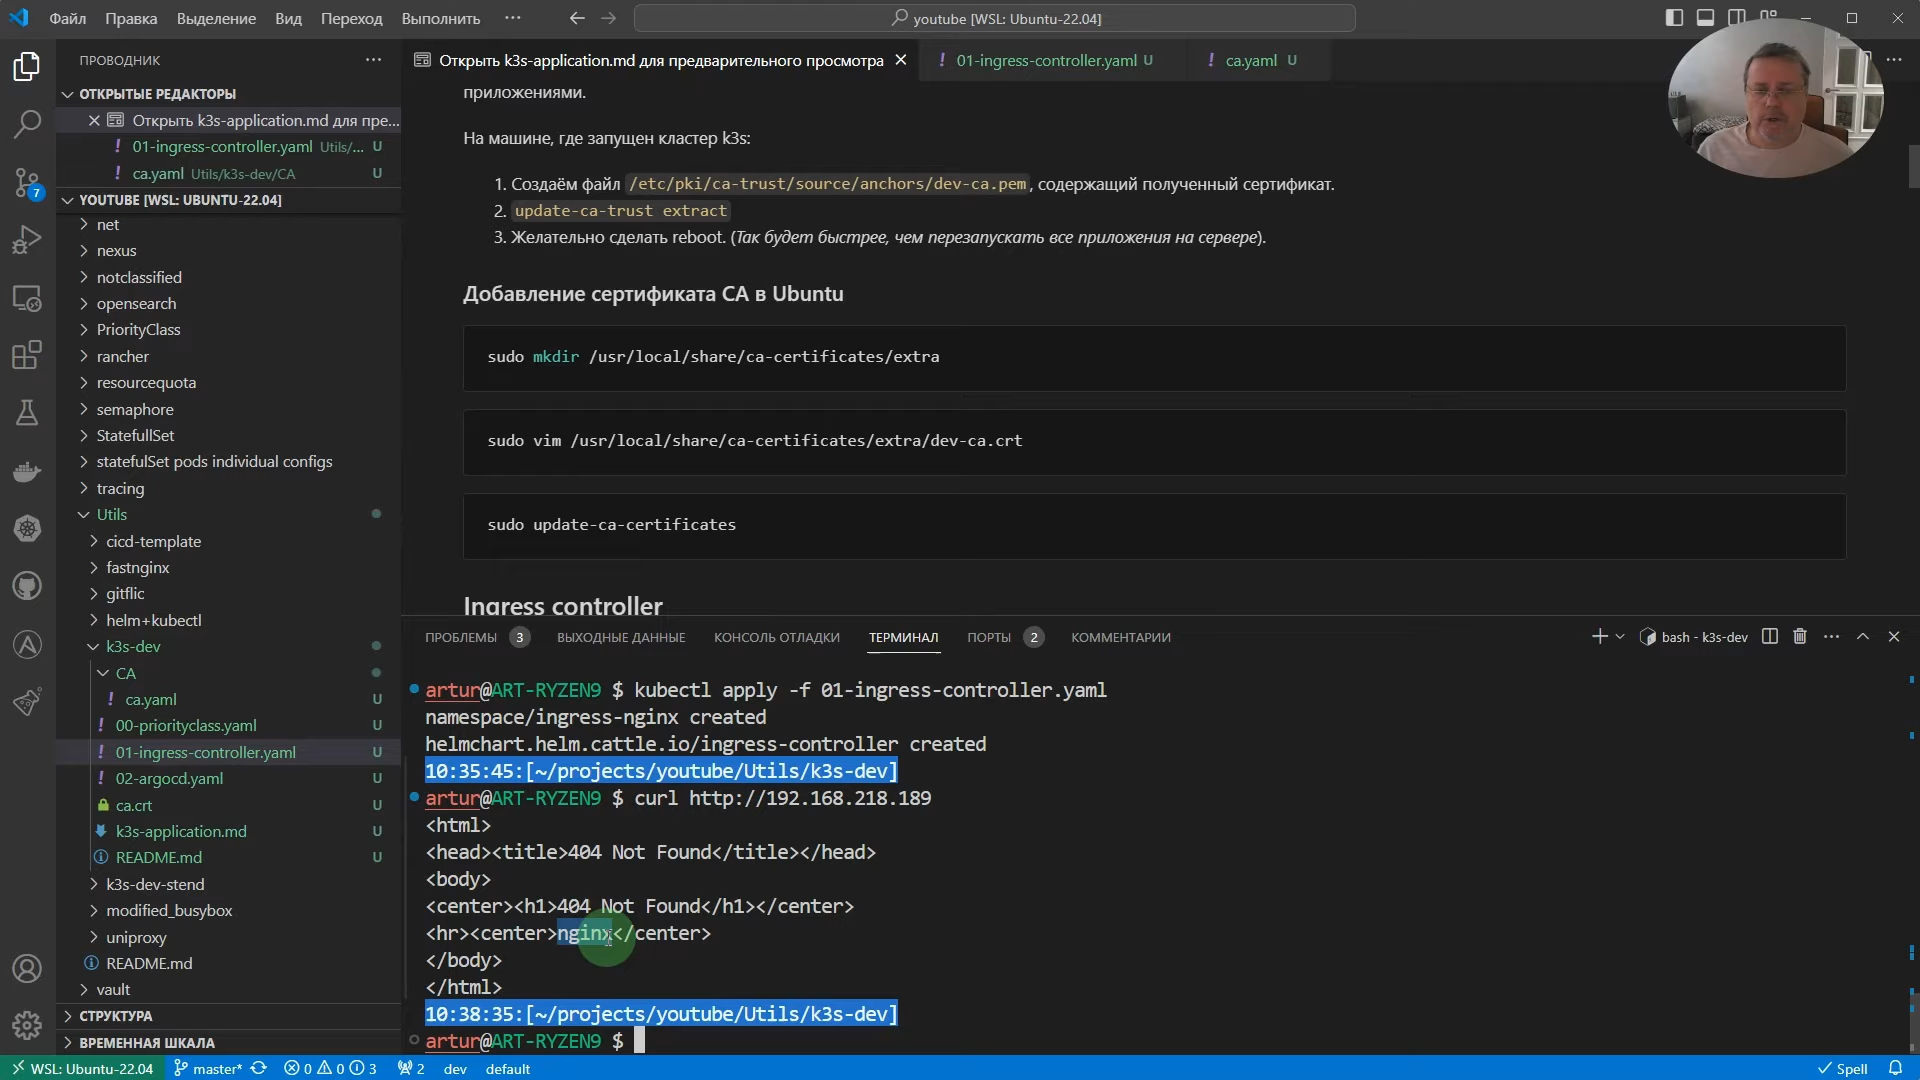 Файл Правка Выделение Вид Переход Выполнить ···
youtube [WSL: Ubuntu-22.04]
ПРОВОДНИК
ОТКРЫТЫЕ РЕДАКТОРЫ
Открыть k3s-application.md для пре...
01-ingress-controller.yaml Utils/... U
ca.yaml Utils/k3s-dev/CA U
YOUTUBE [WSL: UBUNTU-22.04]
net
nexus
notclassified
opensearch
PriorityClass
rancher
resourcequota
semaphore
StatefullSet
statefulSet pods individual configs
tracing
Utils
cicd-template
fastnginx
gitflic
helm+kubectl
k3s-dev
CA
ca.yaml U
00-priorityclass.yaml U
01-ingress-controller.yaml U
02-argocd.yaml U
ca.crt U
k3s-application.md U
README.md U
k3s-dev-stend
modified_busybox
uniproxy
README.md
vault
СТРУКТУРА
ВРЕМЕННАЯ ШКАЛА
7
Открыть k3s-application.md для предварительного просмотра
01-ingress-controller.yaml U
ca.yaml U
приложениями.
На машине, где запущен кластер k3s:
1. Создаём файл /etc/pki/ca-trust/source/anchors/dev-ca.pem, содержащий полученный сертификат.
2. update-ca-trust extract
3. Желательно сделать reboot. (Так будет быстрее, чем перезапускать все приложения на сервере).
Добавление сертификата CA в Ubuntu
sudo mkdir /usr/local/share/ca-certificates/extra
sudo vim /usr/local/share/ca-certificates/extra/dev-ca.crt
sudo update-ca-certificates
Ingress controller
ПРОБЛЕМЫ 3 ВЫХОДНЫЕ ДАННЫЕ КОНСОЛЬ ОТЛАДКИ ТЕРМИНАЛ ПОРТЫ 2 КОММЕНТАРИИ
bash - k3s-dev
artur@ART-RYZEN9 $ kubectl apply -f 01-ingress-controller.yaml
namespace/ingress-nginx created
helmchart.helm.cattle.io/ingress-controller created
10:35:45:[~/projects/youtube/Utils/k3s-dev]
artur@ART-RYZEN9 $ curl http://192.168.218.189
<html>
<head><title>404 Not Found</title></head>
<body>
<center><h1>404 Not Found</h1></center>
<hr><center>nginx</center>
</body>
</html>
10:38:35:[~/projects/youtube/Utils/k3s-dev]
artur@ART-RYZEN9 $
WSL: Ubuntu-22.04 master* 0 0 3 2 dev default
Spell